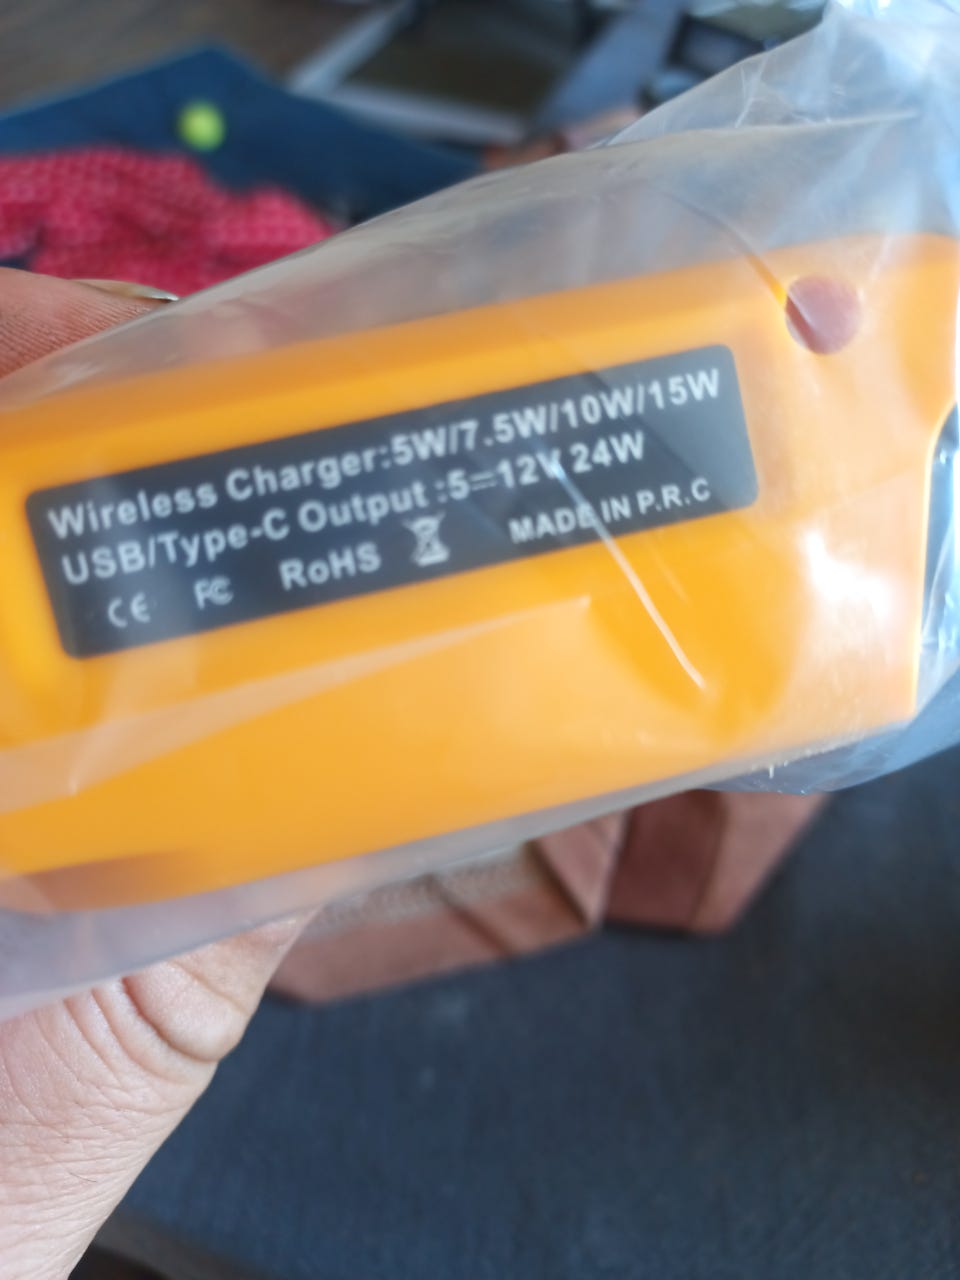 Wireless Charger:5W/7.5W/10W/15W
USB/Type-C Output :5=12V 24W
CE FC RoHS MADE IN P.R.C